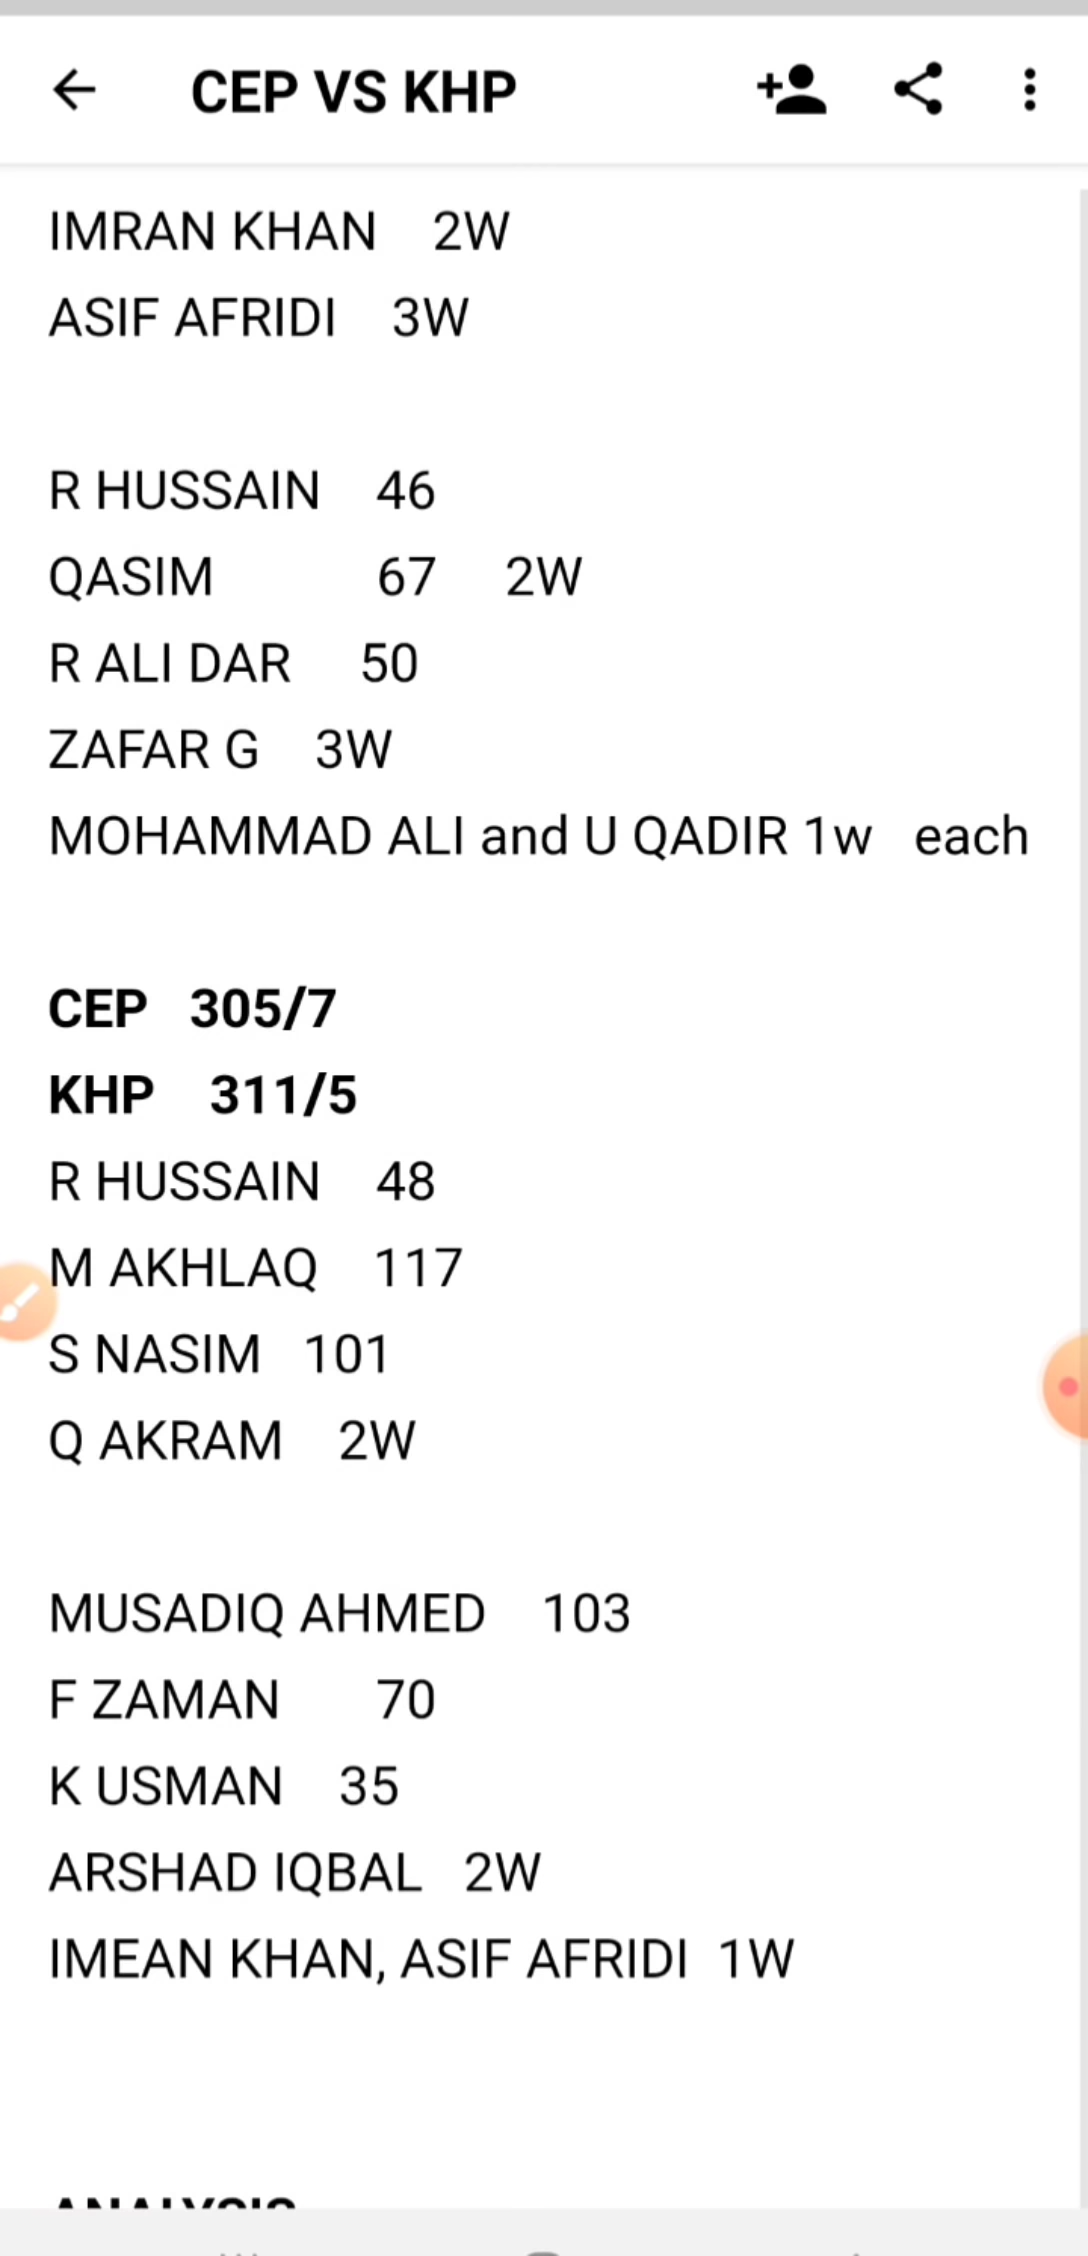 CEP VS KHP
IMRAN KHAN 2W
ASIF AFRIDI 3W
R HUSSAIN 46
QASIM 67 2W
R ALI DAR 50
ZAFAR G 3W
MOHAMMAD ALI and U QADIR 1w each
CEP 305/7
KHP 311/5
R HUSSAIN 48
M AKHLAQ 117
S NASIM 101
Q AKRAM 2W
MUSADIQ AHMED 103
F ZAMAN 70
K USMAN 35
ARSHAD IQBAL 2W
IMEAN KHAN, ASIF AFRIDI 1W
ANALYSIS